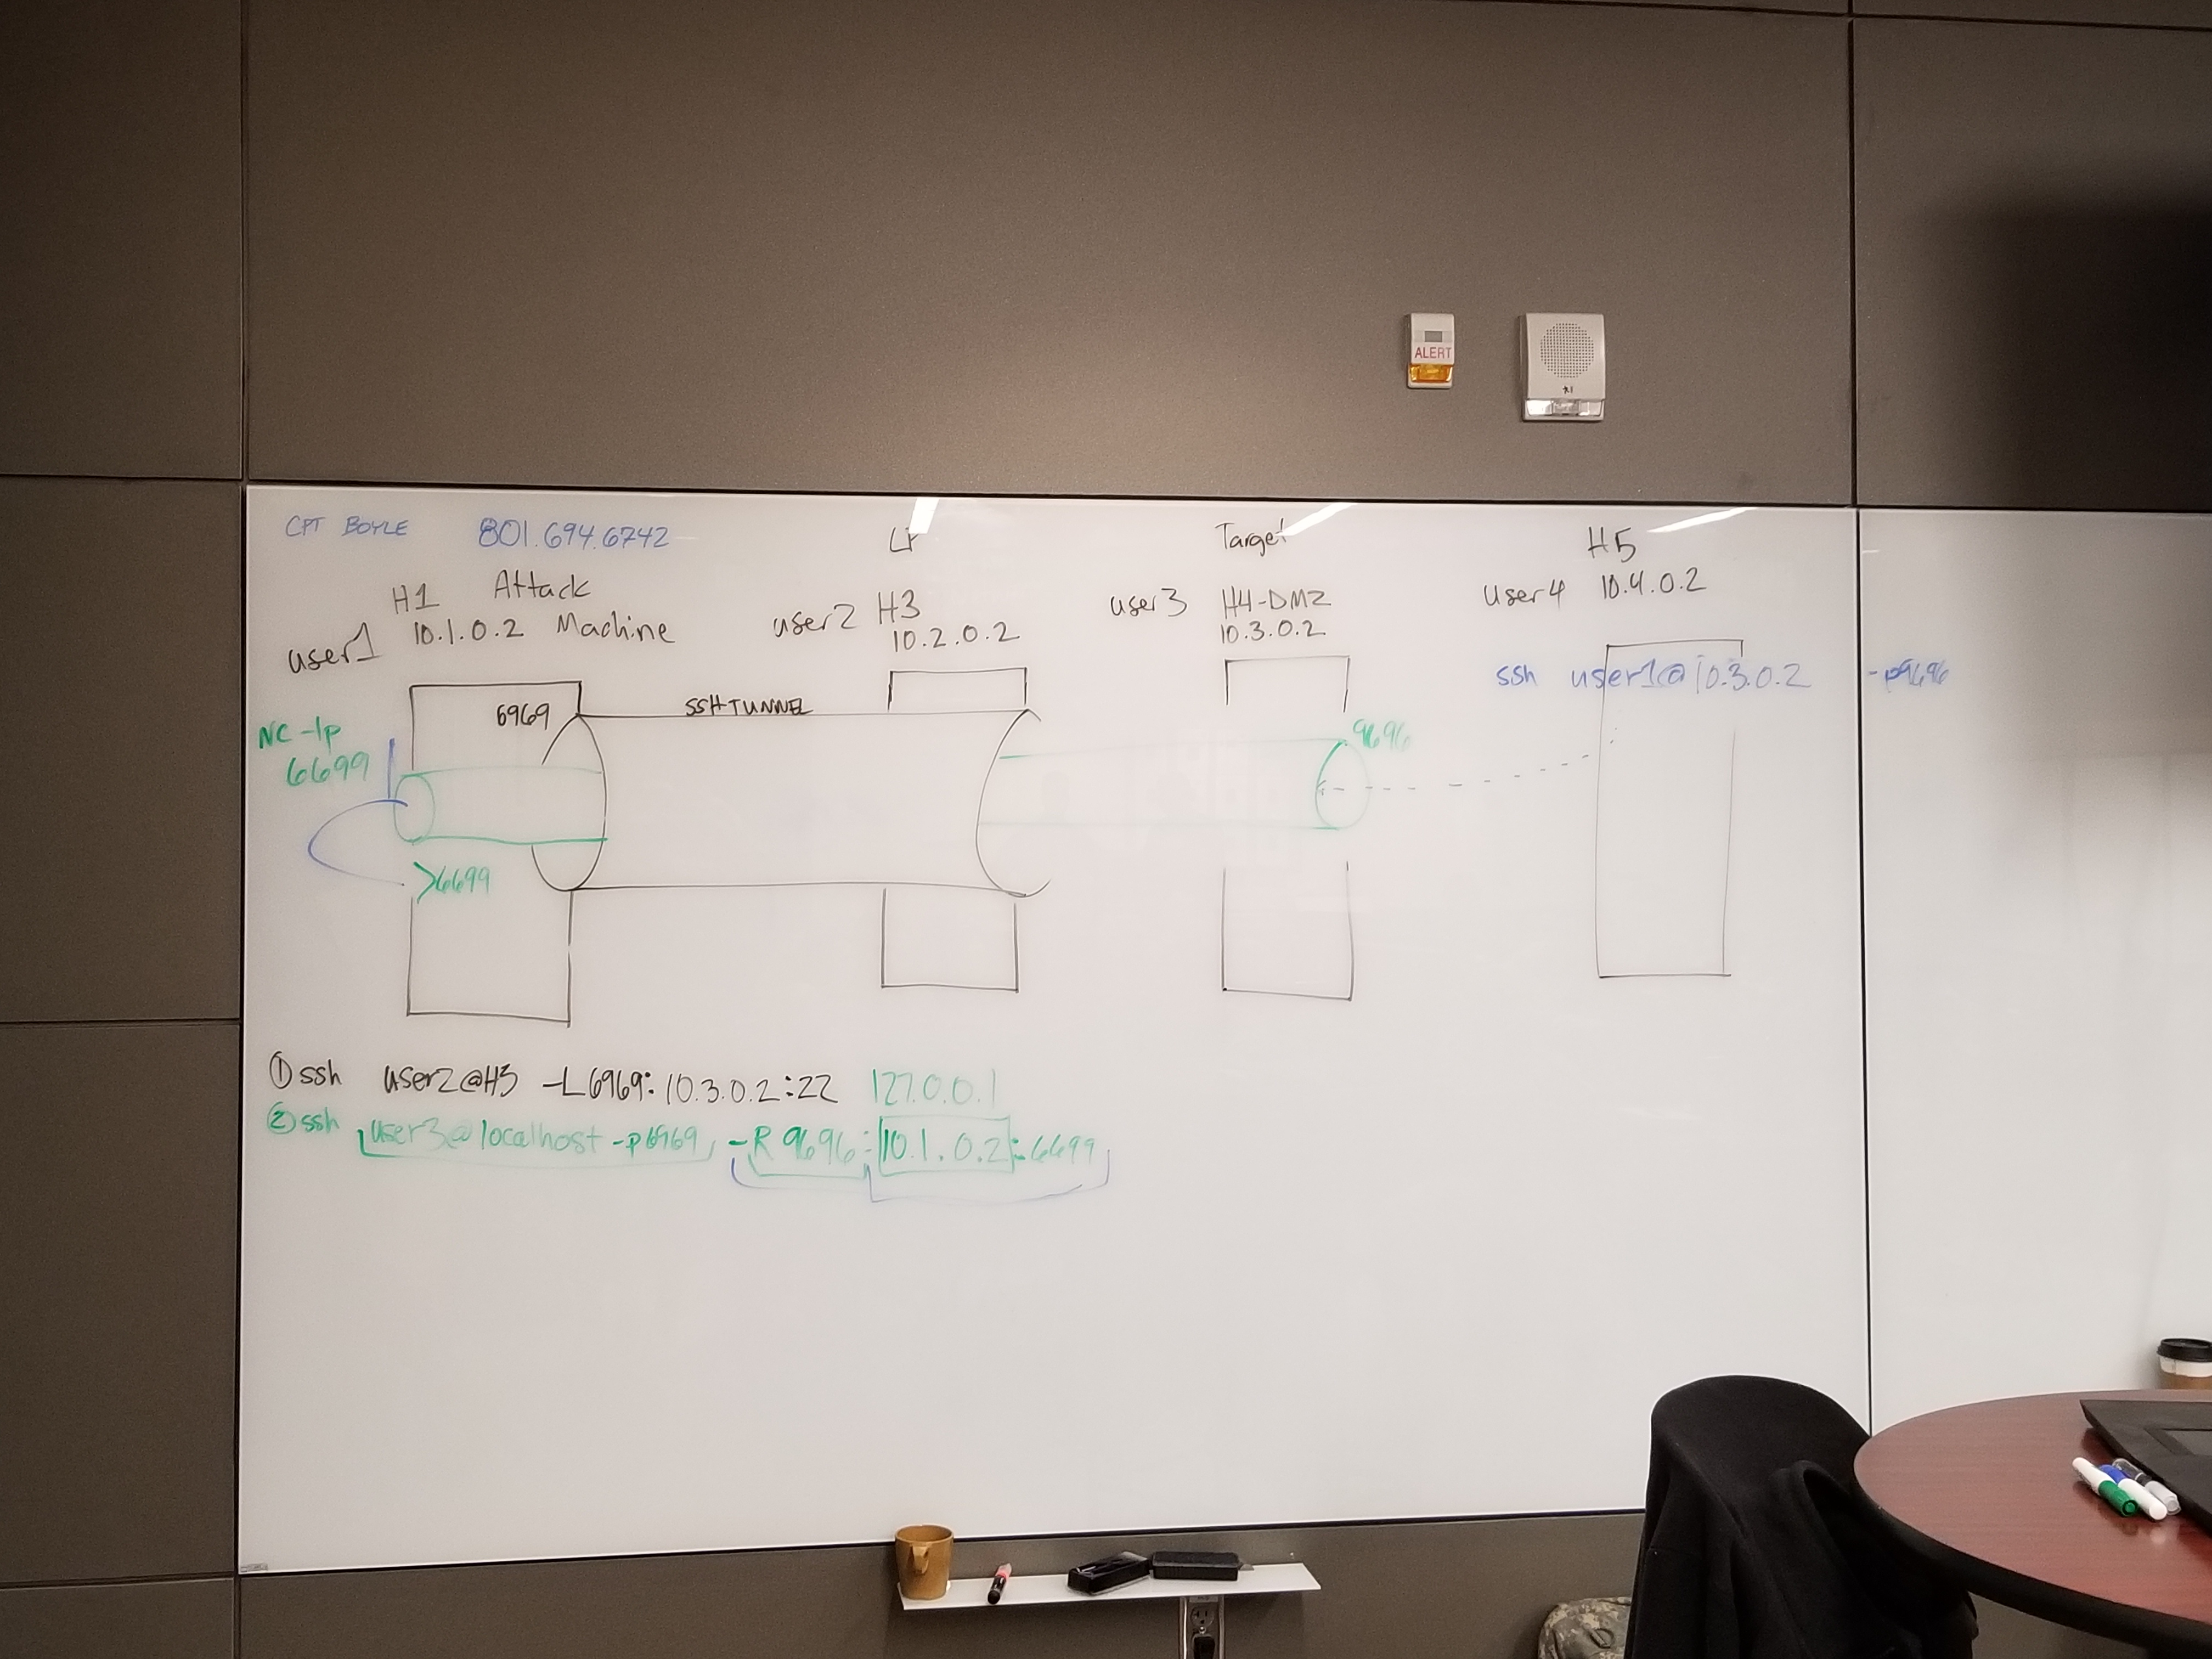 ALERT
CPT BOYLE 801.694.6742
LP
Target
H5
user4 10.4.0.2
H1 Attack
user1 10.1.0.2 Machine
user2 H3
10.2.0.2
user3 H4-DMZ
10.3.0.2
ssh user1@10.3.0.2 -p9696
6969
SSH TUNNEL
NC -lp
6699
9696
>6699
① ssh user2@H3 -L6969:10.3.0.2:22 127.0.0.1
② ssh user3@localhost -p6969 -R 9696:10.1.0.2:6699